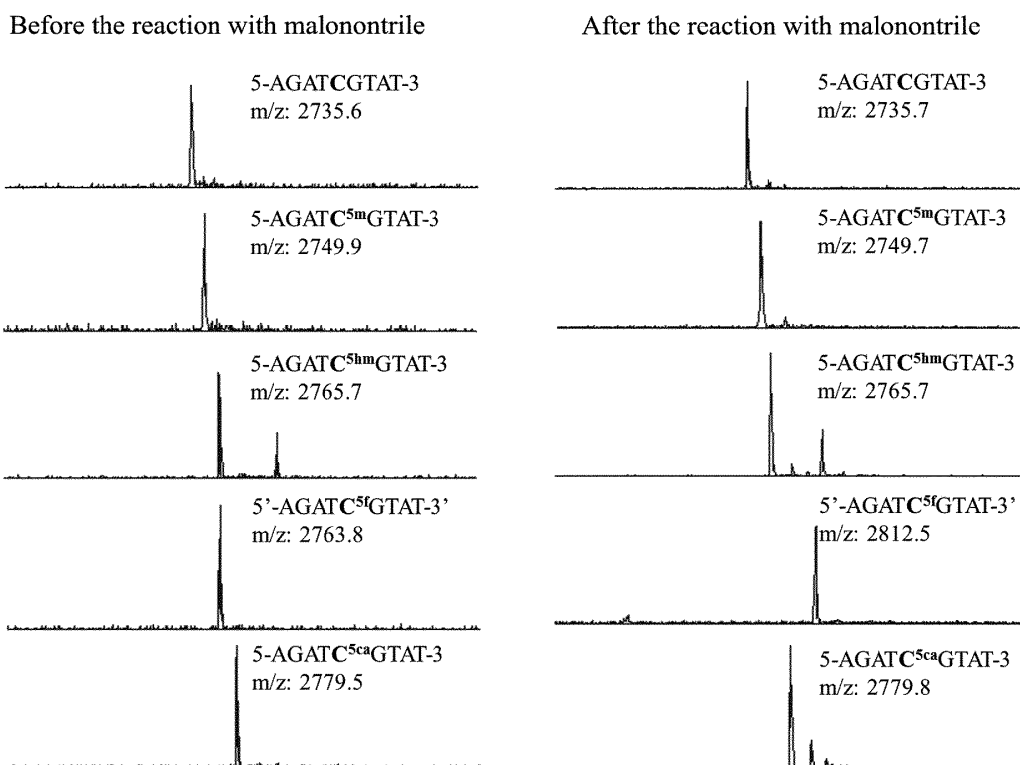 Before the reaction with malonontrile
After the reaction with malonontrile
5-AGATCGTAT-3
m/z: 2735.6
5-AGATCGTAT-3
m/z: 2735.7
5-AGATC5mGTAT-3
m/z: 2749.9
5-AGATC5mGTAT-3
m/z: 2749.7
5-AGATC5hmGTAT-3
m/z: 2765.7
5-AGATC5hmGTAT-3
m/z: 2765.7
5’-AGATC5fGTAT-3’
m/z: 2763.8
5’-AGATC5fGTAT-3’
m/z: 2812.5
5-AGATC5caGTAT-3
m/z: 2779.5
5-AGATC5caGTAT-3
m/z: 2779.8